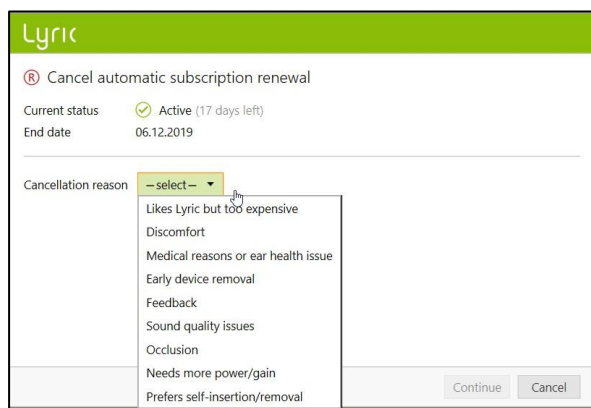 Lyric
R Cancel automatic subscription renewal
Current status Active (17 days left)
End date 06.12.2019
Cancellation reason –select–
Likes Lyric but too expensive
Discomfort
Medical reasons or ear health issue
Early device removal
Feedback
Sound quality issues
Occlusion
Needs more power/gain
Prefers self-insertion/removal
Continue Cancel